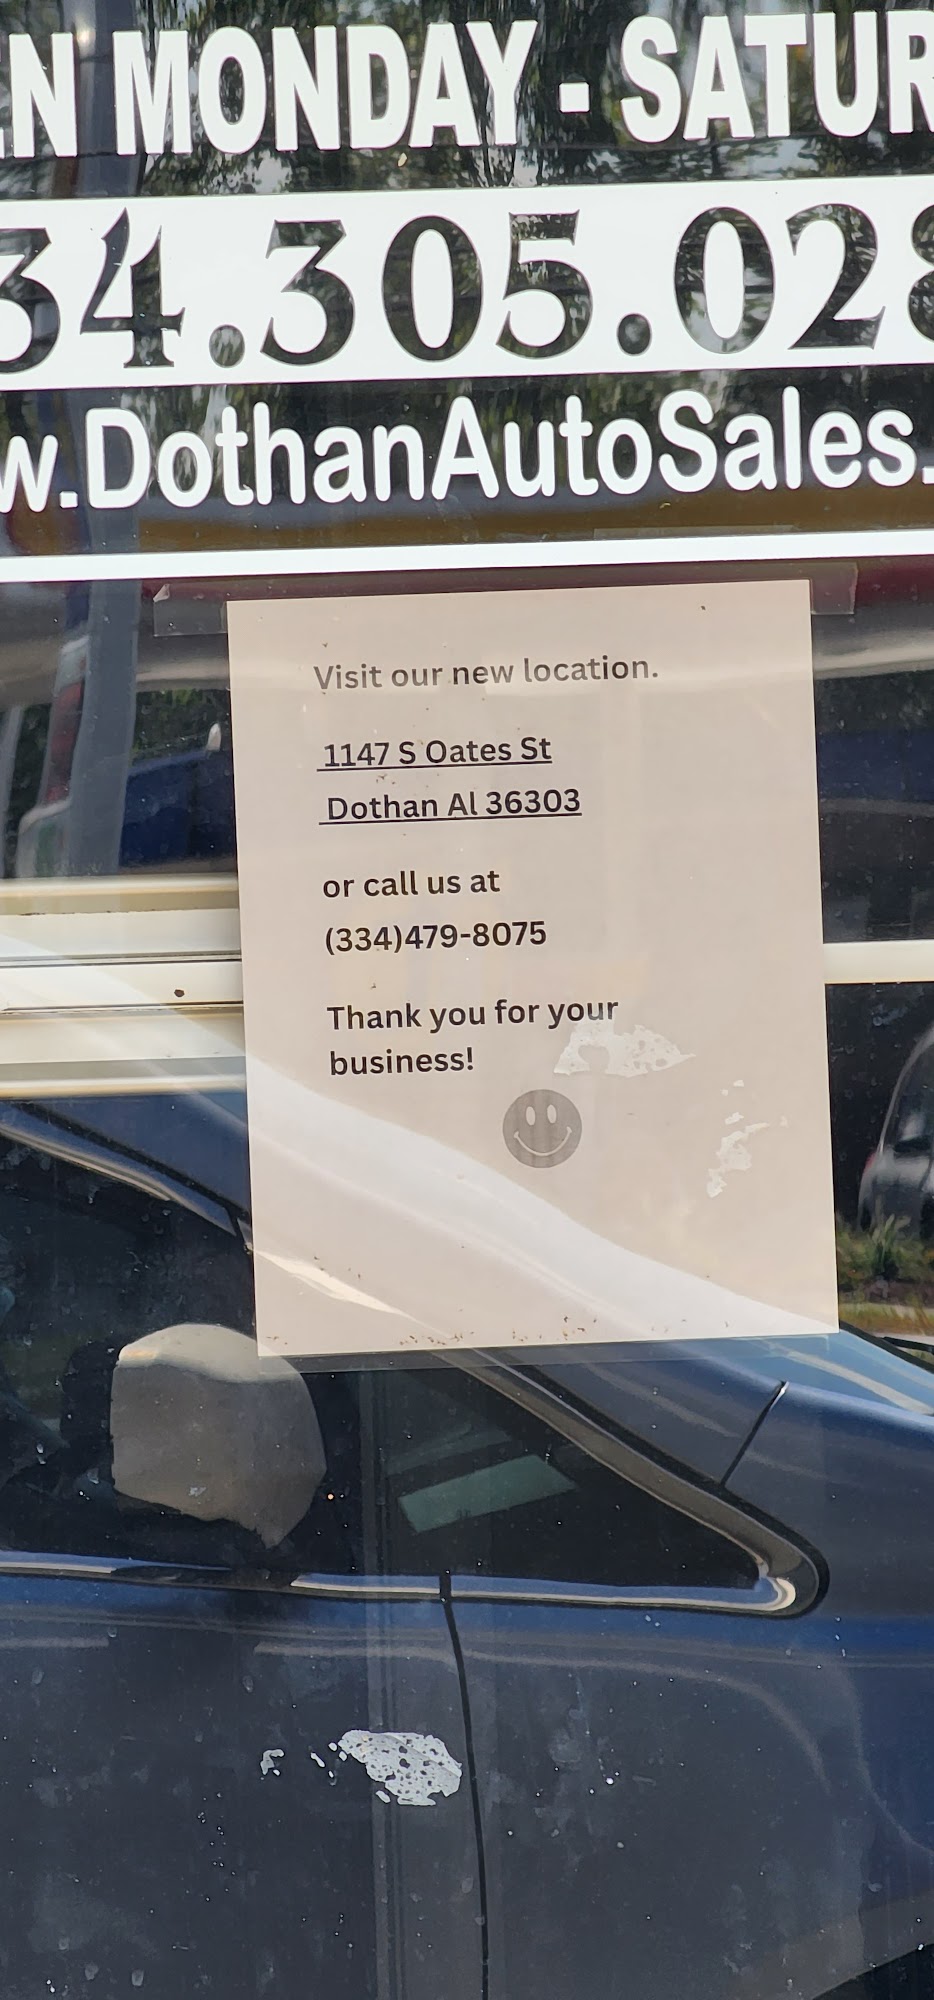 EN MONDAY - SATUR
34.305.028
w.DothanAutoSales.
Visit our new location.
1147 S Oates St
Dothan Al 36303
or call us at
(334)479-8075
Thank you for your
business!